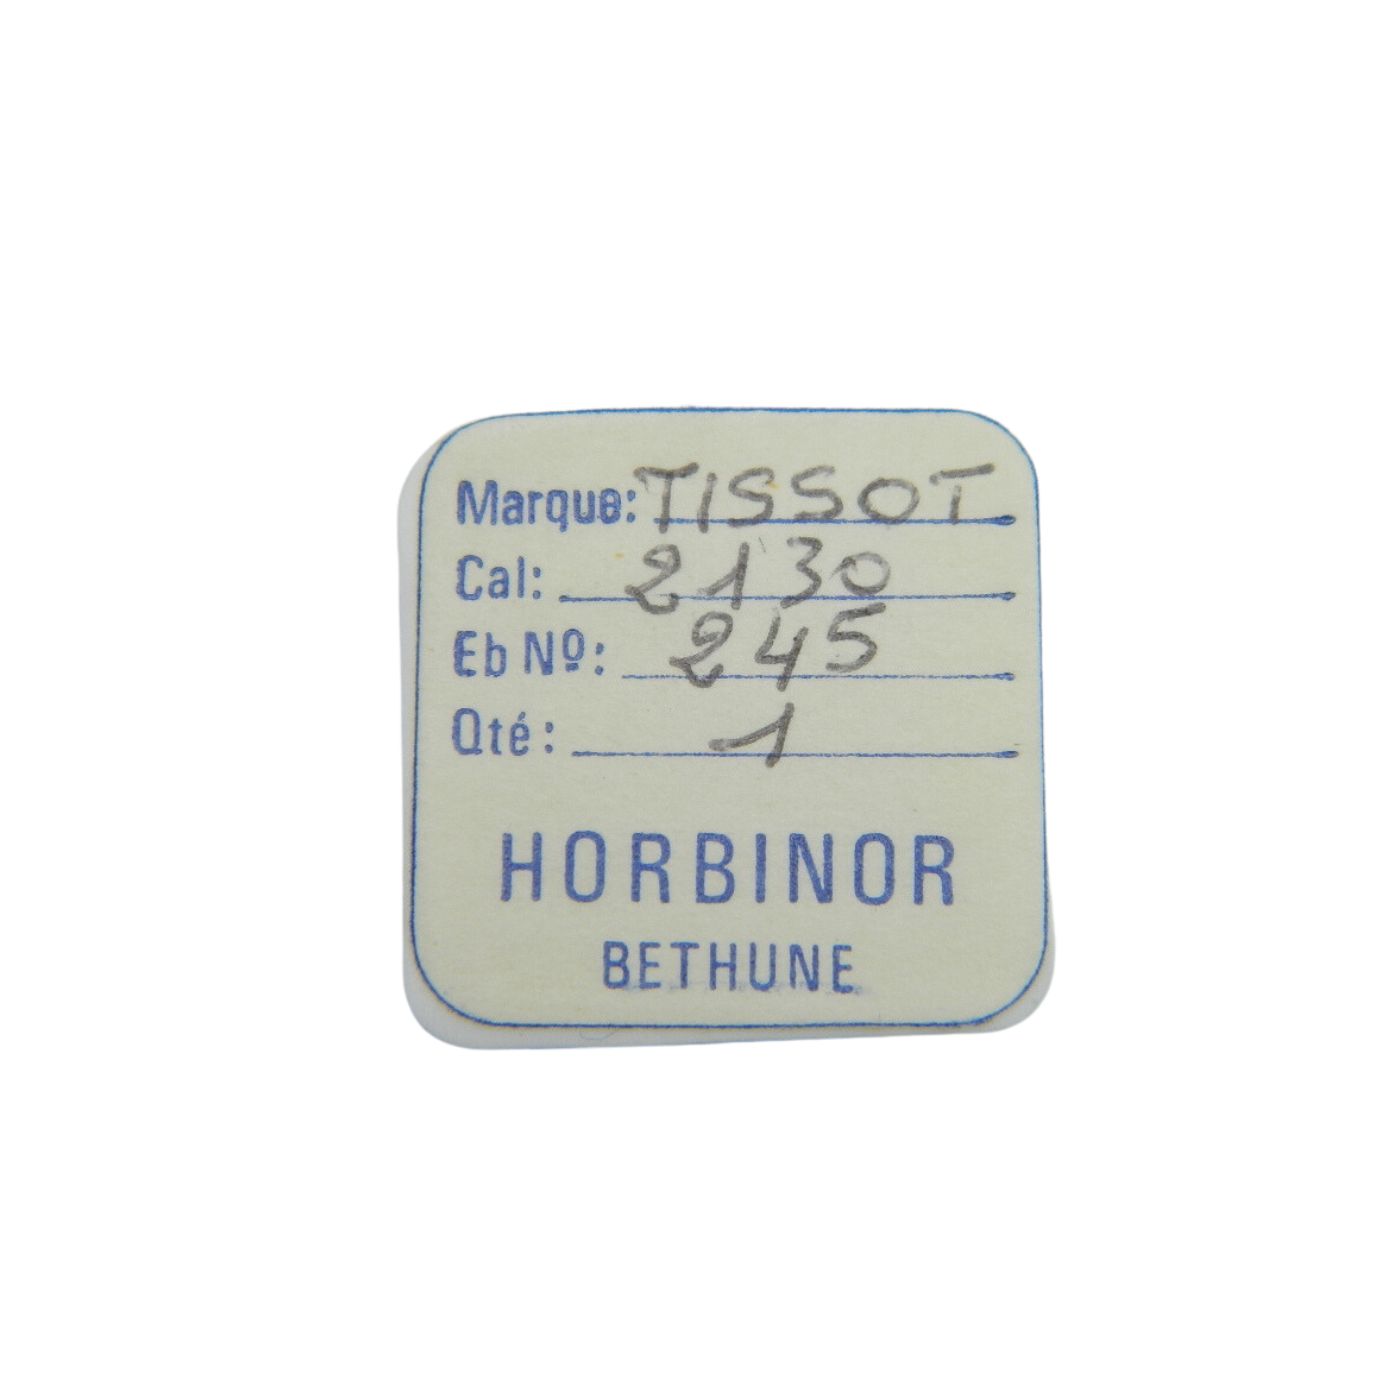 Marque: TISSOT
Cal: 2130
Eb Nº: 245
Qté: 1
HORBINOR
BETHUNE